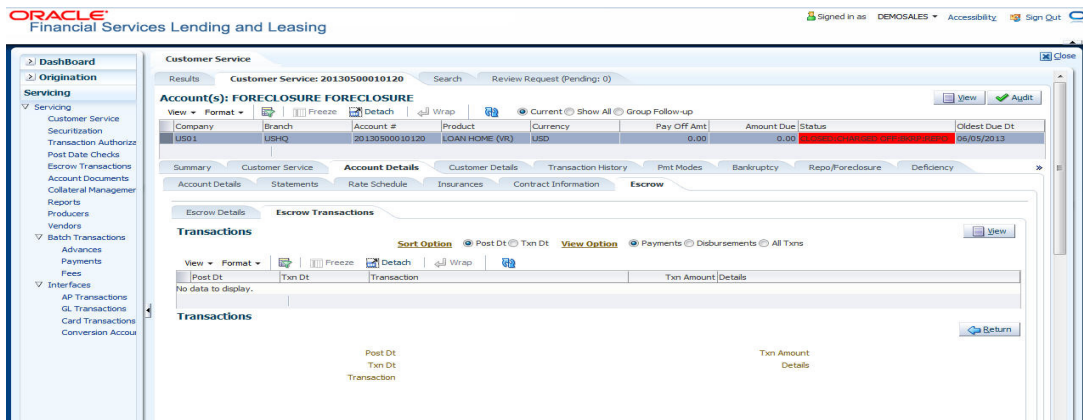 ORACLE
Financial Services Lending and Leasing
Signed in as DEMOSALES Accessibility Sign Out
Close
DashBoard
Origination
Servicing
Servicing
Customer Service
Securitization
Transaction Authoriza
Post Date Checks
Escrow Transactions
Account Documents
Collateral Managemer
Reports
Producers
Vendors
Batch Transactions
Advances
Payments
Fees
Interfaces
AP Transactions
GL Transactions
Card Transactions
Conversion Accou
Customer Service
Results Customer Service: 20130500010120 Search Review Request (Pending: 0)
Account(s): FORECLOSURE FORECLOSURE
View Audit
View Format Freeze Detach Wrap Current Show All Group Follow-up
Company Branch Account # Product Currency Pay Off Amt Amount Due Status Oldest Due Dt
US01 USHQ 20130500010120 LOAN HOME (VR) USD 0.00 0.00 CLOSED:CHARGED OFF:BKRP:REPO 06/05/2013
Summary Customer Service Account Details Customer Details Transaction History Pmt Modes Bankruptcy Repo/Foreclosure Deficiency »
Account Details Statements Rate Schedule Insurances Contract Information Escrow
Escrow Details Escrow Transactions
Transactions
View
Sort Option Post Dt Txn Dt View Option Payments Disbursements All Txns
View Format Freeze Detach Wrap
Post Dt Txn Dt Transaction Txn Amount Details
No data to display.
Transactions
Return
Post Dt Txn Amount
Txn Dt Details
Transaction